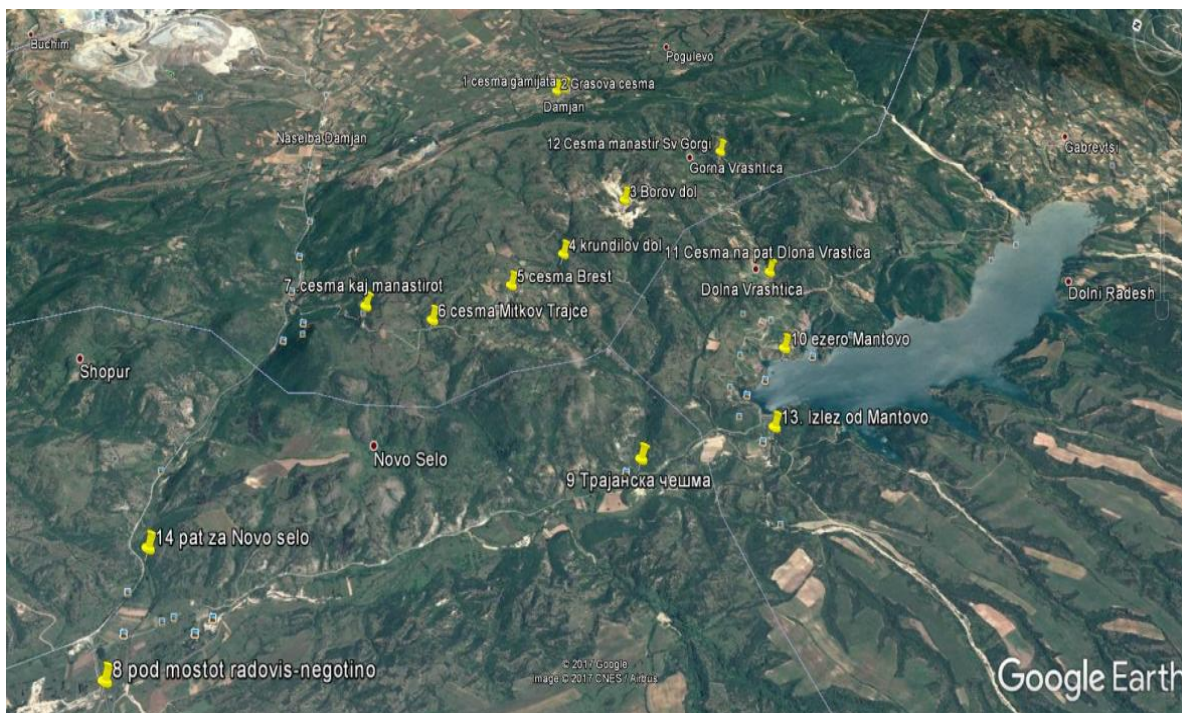 Buchim
Pogulevo
1 cesma gamijata
2 Grasova cesma
Damjan
Naselba Damjan
12 Cesma manastir Sv Gorgi
Gabrevtsi
Gorna Vrashtica
3 Borov dol
4 krundilov dol
11 Cesma na pat Dlona Vrastica
5 cesma Brest
Dolna Vrashtica
Dolni Radesh
7. cesma kaj manastirot
6 cesma Mitkov Trajce
10 ezero Mantovo
Shopur
13. Izlez od Mantovo
Novo Selo
9 Трајанска чешма
14 pat za Novo selo
8 pod mostot radovis-negotino
© 2017 Google
Image © 2017 CNES / Airbus
Google Earth